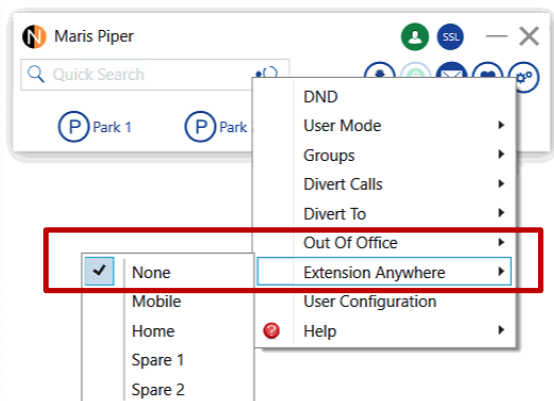 Maris Piper
SSL
Quick Search
P Park 1
P Park
DND
User Mode
Groups
Divert Calls
Divert To
Out Of Office
Extension Anywhere
User Configuration
? Help
None
Mobile
Home
Spare 1
Spare 2